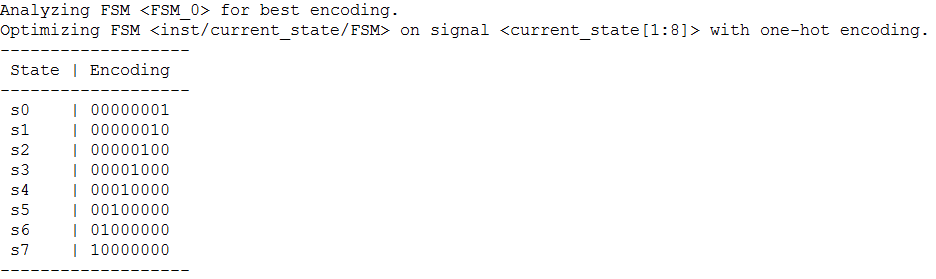 Analyzing FSM <FSM_0> for best encoding.
Optimizing FSM <inst/current_state/FSM> on signal <current_state[1:8]> with one-hot encoding.
-------------------
 State | Encoding
-------------------
 s0    | 00000001
 s1    | 00000010
 s2    | 00000100
 s3    | 00001000
 s4    | 00010000
 s5    | 00100000
 s6    | 01000000
 s7    | 10000000
-------------------